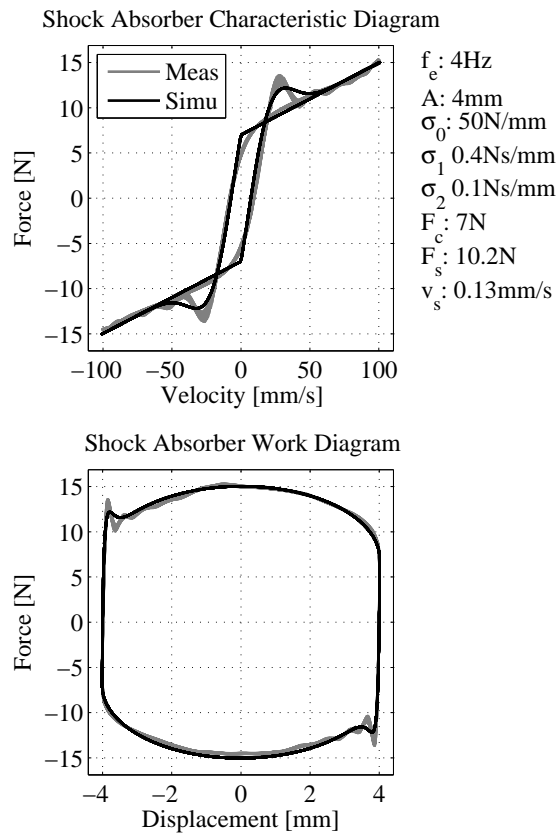 Shock Absorber Characteristic Diagram
15
10
5
0
−5
−10
−15
Force [N]
Meas
Simu
−100 −50 0 50 100
Velocity [mm/s]
f_e: 4Hz
A: 4mm
σ_0: 50N/mm
σ_1 0.4Ns/mm
σ_2 0.1Ns/mm
F_c: 7N
F_s: 10.2N
v_s: 0.13mm/s
Shock Absorber Work Diagram
15
10
5
0
−5
−10
−15
Force [N]
−4 −2 0 2 4
Displacement [mm]